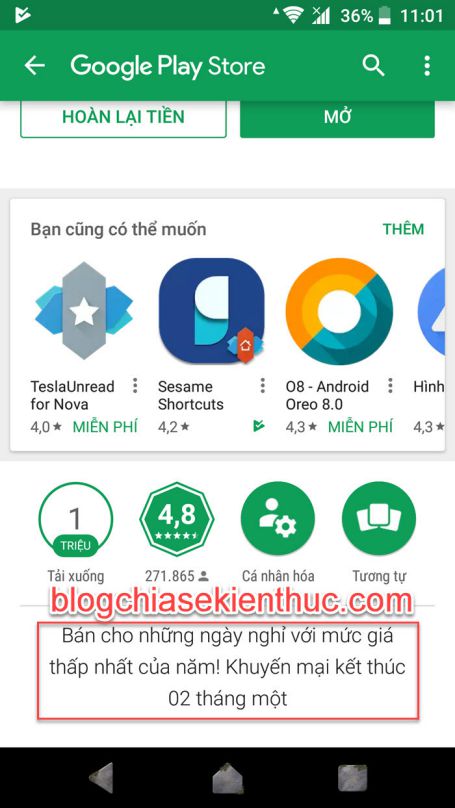 36% 11:01
Google Play Store
HOÀN LẠI TIỀN MỞ
Bạn cũng có thể muốn THÊM
TeslaUnread
for Nova
4,0★ MIỄN PHÍ
Sesame
Shortcuts
4,2★
O8 - Android
Oreo 8.0
4,3★ MIỄN PHÍ
Hình
4,3★
1
TRIỆU
Tải xuống
4,8
271.865
Cá nhân hóa
Tương tự
blogchiasekienthuc.com
Bán cho những ngày nghỉ với mức giá
thấp nhất của năm! Khuyến mại kết thúc
02 tháng một